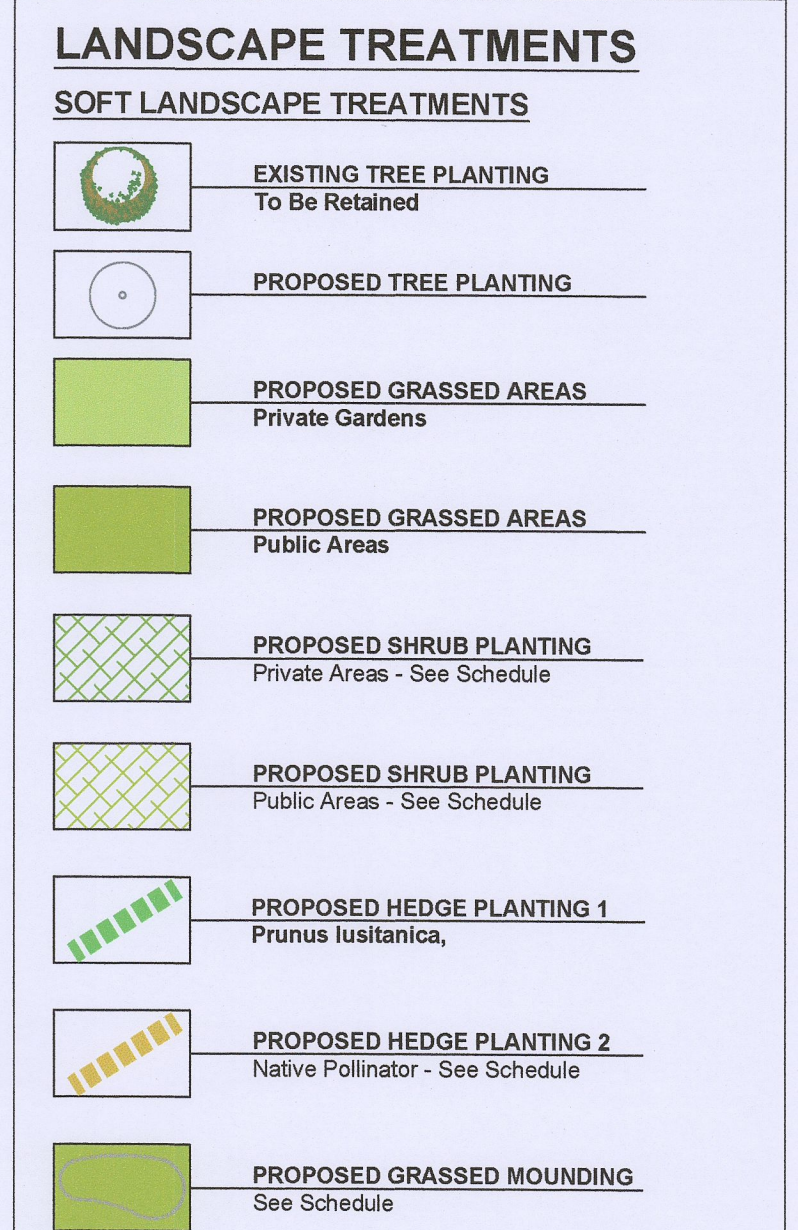 LANDSCAPE TREATMENTS
SOFT LANDSCAPE TREATMENTS
EXISTING TREE PLANTING
To Be Retained
PROPOSED TREE PLANTING
PROPOSED GRASSED AREAS
Private Gardens
PROPOSED GRASSED AREAS
Public Areas
PROPOSED SHRUB PLANTING
Private Areas - See Schedule
PROPOSED SHRUB PLANTING
Public Areas - See Schedule
PROPOSED HEDGE PLANTING 1
Prunus lusitanica,
PROPOSED HEDGE PLANTING 2
Native Pollinator - See Schedule
PROPOSED GRASSED MOUNDING
See Schedule